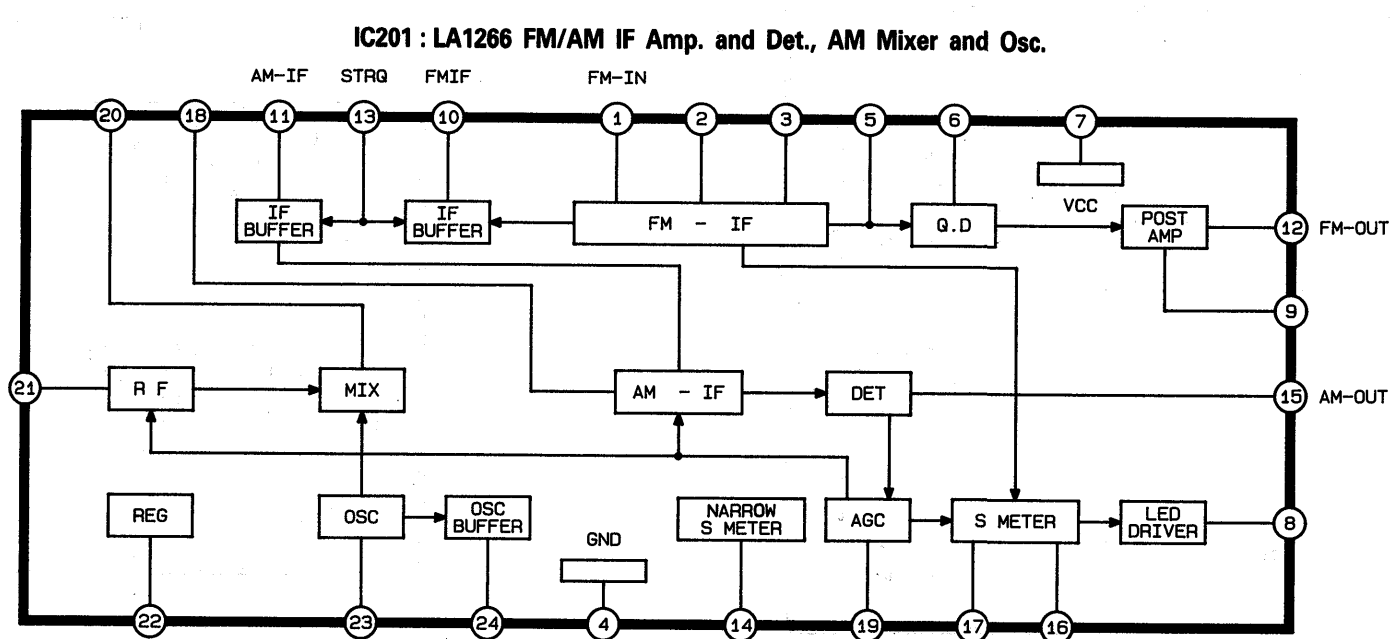 IC201 : LA1266 FM/AM IF Amp. and Det., AM Mixer and Osc.
AM-IF STRQ FMIF FM-IN
20 18 11 13 10 1 2 3 5 6 7
VCC
IF
BUFFER
IF
BUFFER
FM - IF
Q.D
POST
AMP
12 FM-OUT
9
21
RF
MIX
AM - IF
DET
15 AM-OUT
REG
OSC
OSC
BUFFER
GND
NARROW
S METER
AGC
S METER
LED
DRIVER
8
22 23 24 4 14 19 17 16